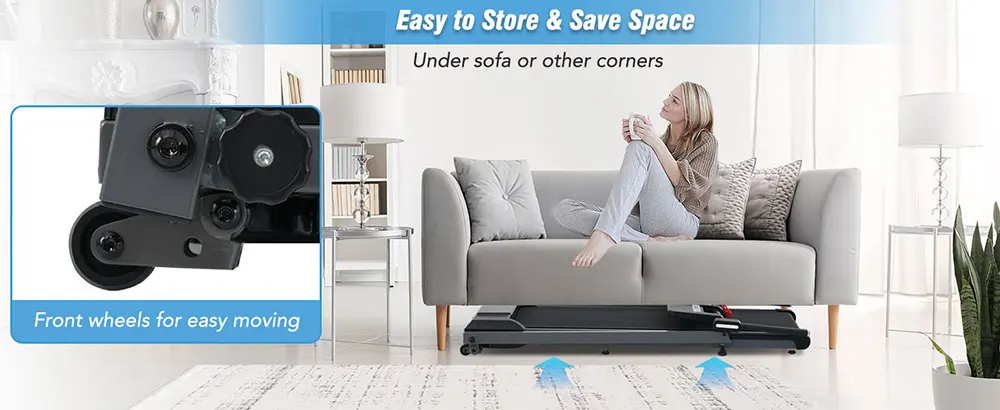 Easy to Store & Save Space
Under sofa or other corners
Front wheels for easy moving